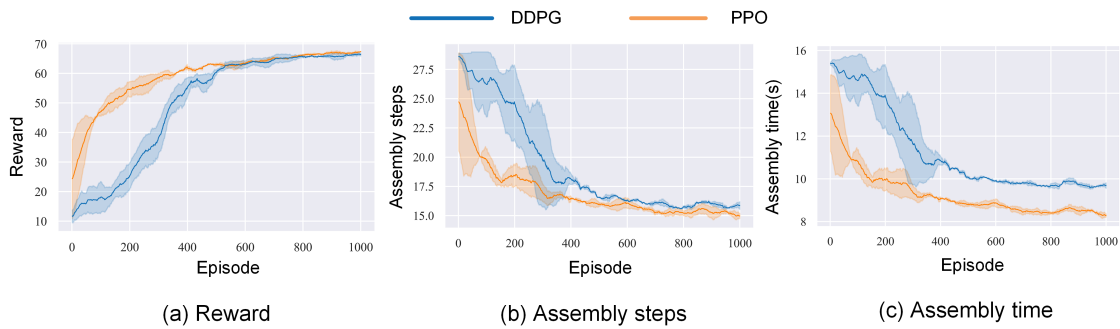 DDPG PPO
70
60
50
40
30
20
10
Reward
0 200 400 600 800 1000
Episode
(a) Reward
27.5
25.0
22.5
20.0
17.5
15.0
Assembly steps
0 200 400 600 800 1000
Episode
(b) Assembly steps
16
14
12
10
8
Assembly time(s)
0 200 400 600 800 1000
Episode
(c) Assembly time